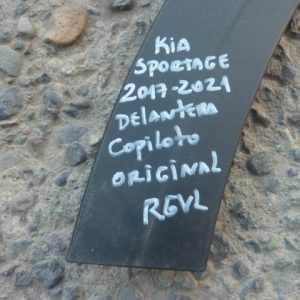 KIA
SPORTAGE
2017-2021
DELANTERA
Copiloto
ORIGINAL
RGVL